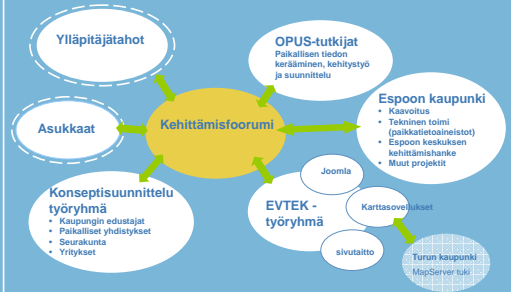 Ylläpitäjätahot
OPUS-tutkijat
Paikallisen tiedon
kerääminen, kehitystyö
ja suunnittelu
Asukkaat
Kehittämisfoorumi
Espoon kaupunki
• Kaavoitus
• Tekninen toimi
(paikkatietoaineistot)
• Espoon keskuksen
kehittämishanke
• Muut projektit
Konseptisuunnittelu
työryhmä
• Kaupungin edustajat
• Paikalliset yhdistykset
• Seurakunta
• Yritykset
EVTEK -
työryhmä
Joomla
Karttasovellukset
sivutaitto
Turun kaupunki
MapServer tuki